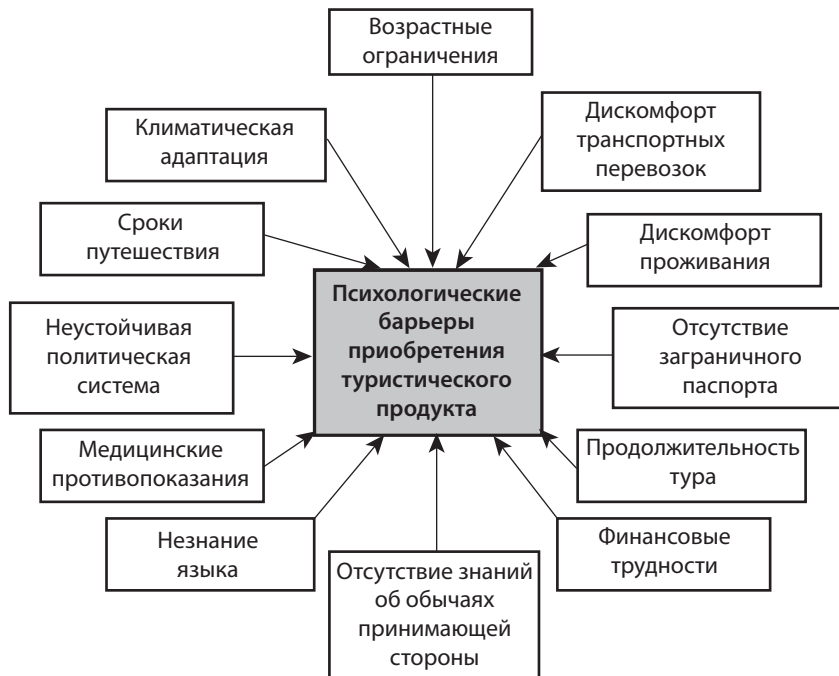 Возрастные
ограничения
Климатическая
адаптация
Дискомфорт
транспортных
перевозок
Сроки
путешествия
Дискомфорт
проживания
Психологические
барьеры
приобретения
туристического
продукта
Неустойчивая
политическая
система
Отсутствие
заграничного
паспорта
Медицинские
противопоказания
Продолжительность
тура
Незнание
языка
Отсутствие знаний
об обычаях
принимающей
стороны
Финансовые
трудности